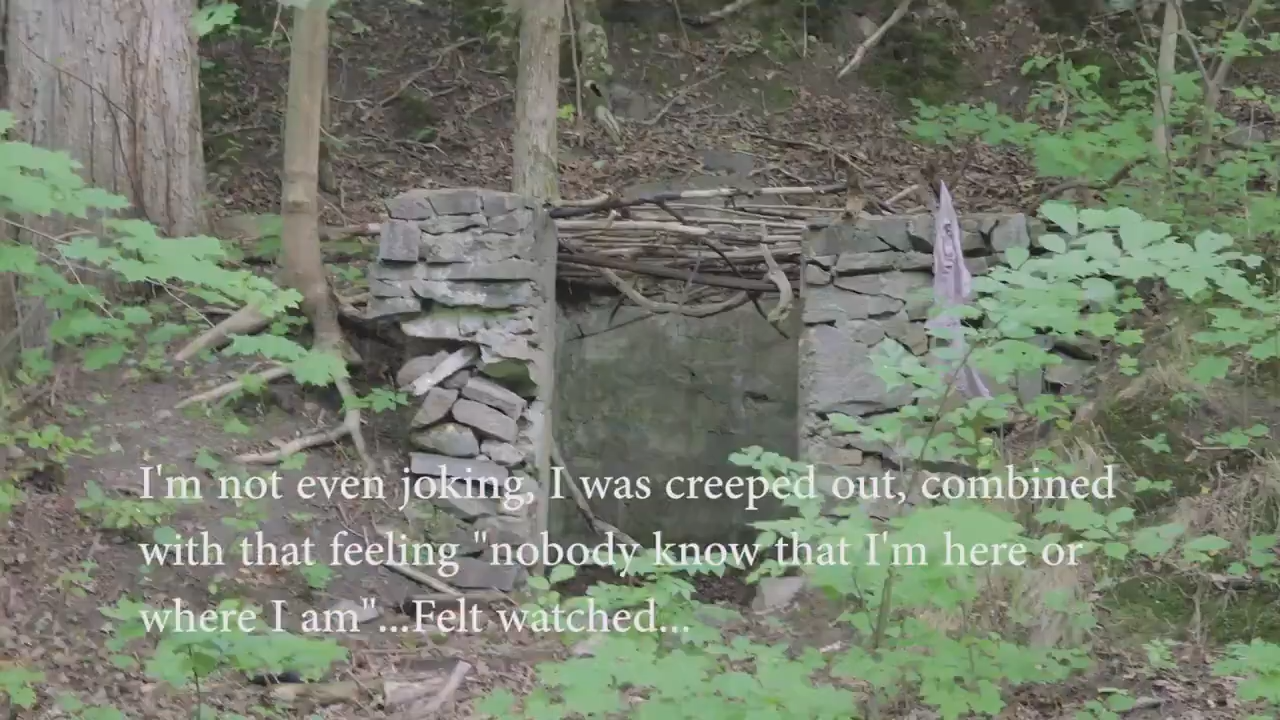 I'm not even joking, I was creeped out, combined
with that feeling "nobody know that I'm here or
where I am"...Felt watched...